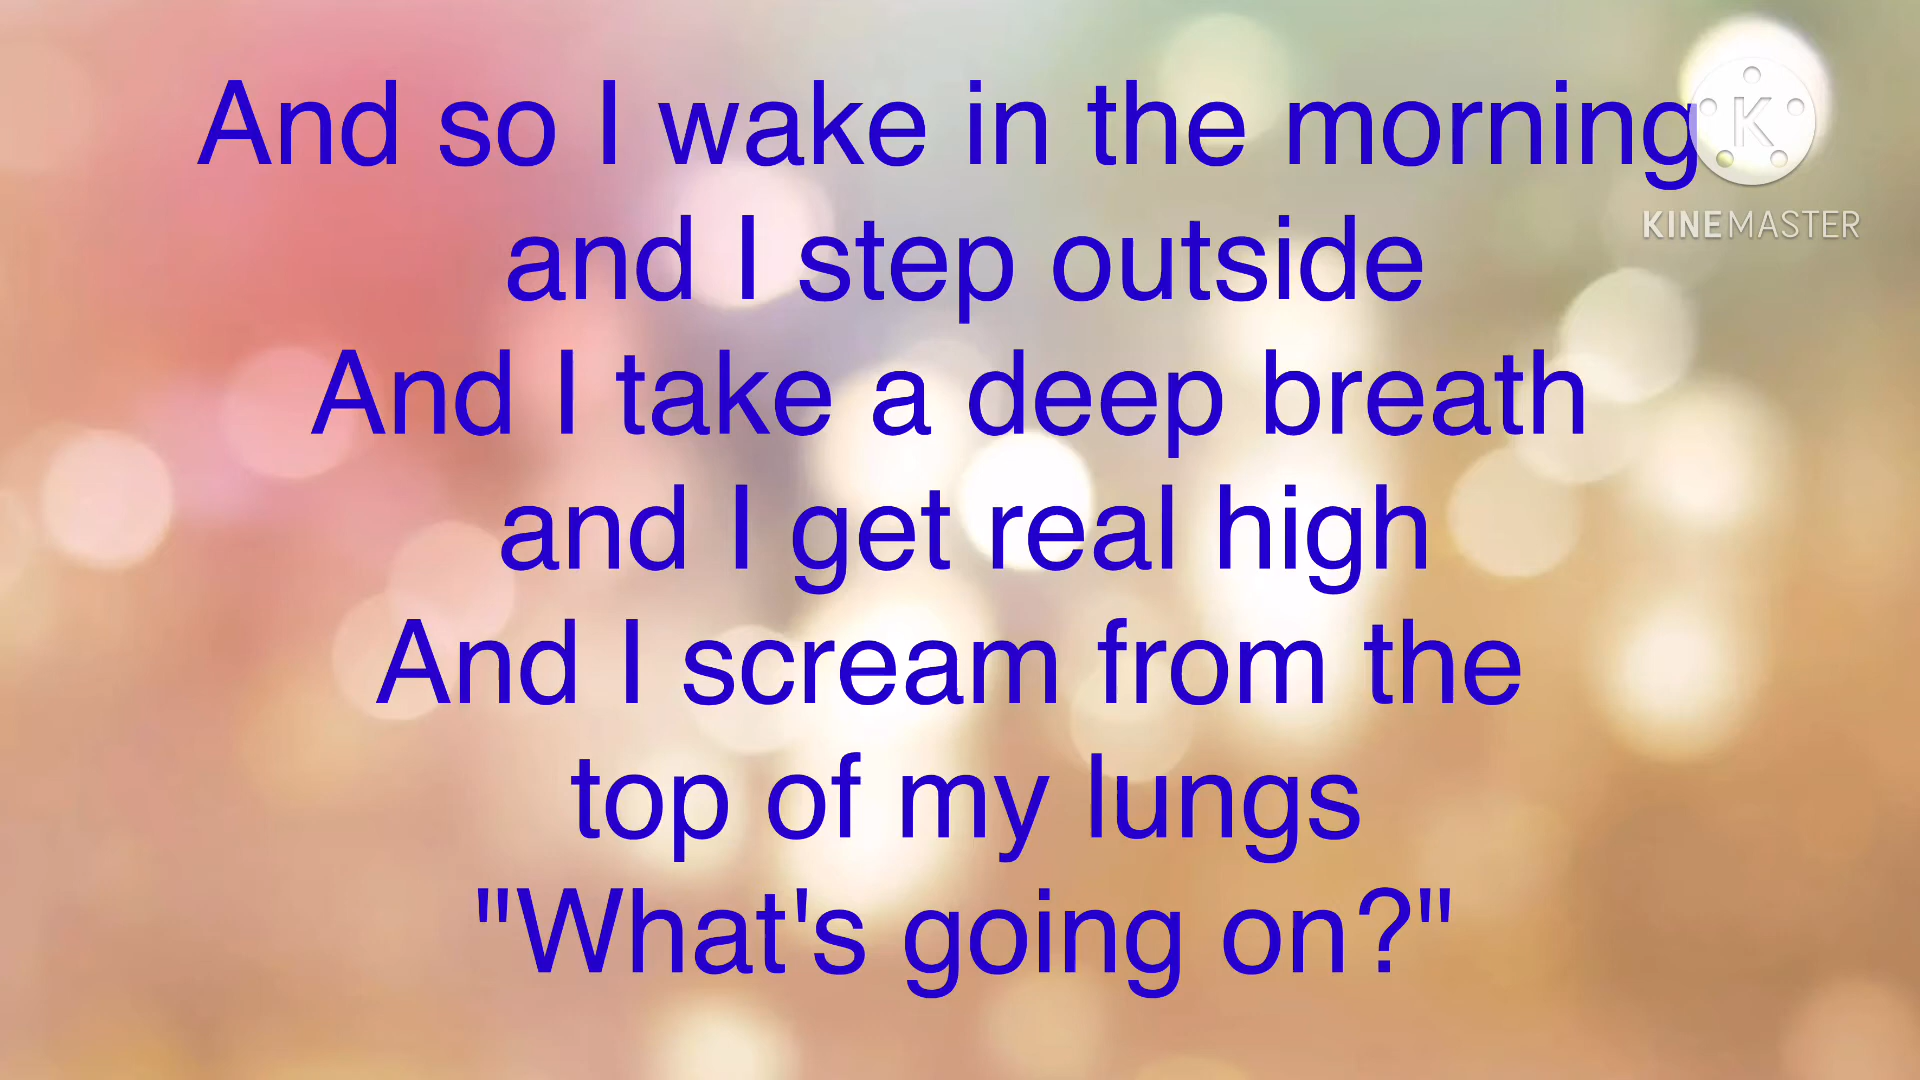 And so I wake in the morning
and I step outside
And I take a deep breath
and I get real high
And I scream from the
top of my lungs
"What's going on?"
K
KINEMASTER